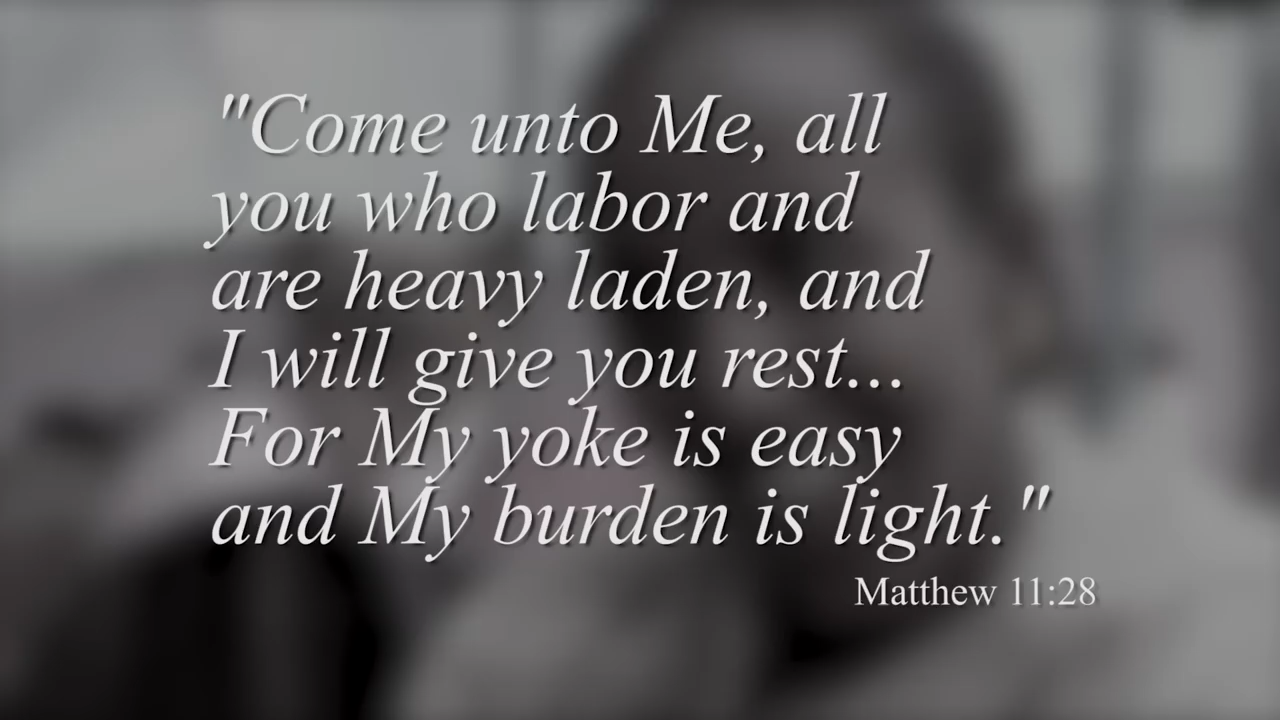 "Come unto Me, all
you who labor and
are heavy laden, and
I will give you rest...
For My yoke is easy
and My burden is light."
Matthew 11:28